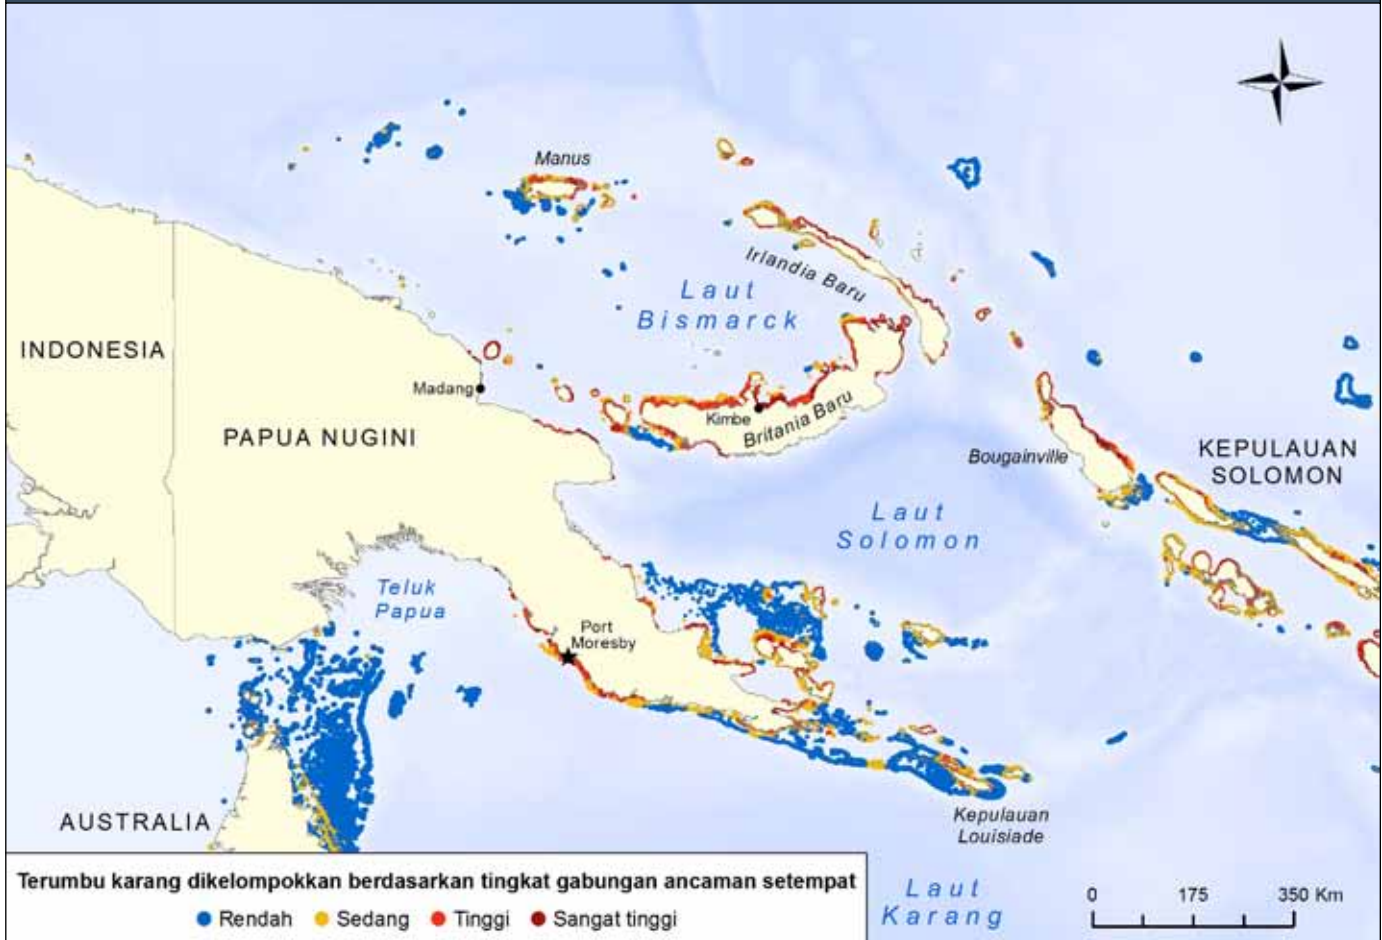 Manus
Irlandia Baru
Laut
Bismarck
INDONESIA
Madang
PAPUA NUGINI
Kimbe
Britania Baru
Bougainville
KEPULAUAN
SOLOMON
Laut
Solomon
Teluk
Papua
Port
Moresby
AUSTRALIA
Kepulauan
Louisiade
Laut
Karang
0 175 350 Km
Terumbu karang dikelompokkan berdasarkan tingkat gabungan ancaman setempat
Rendah Sedang Tinggi Sangat tinggi